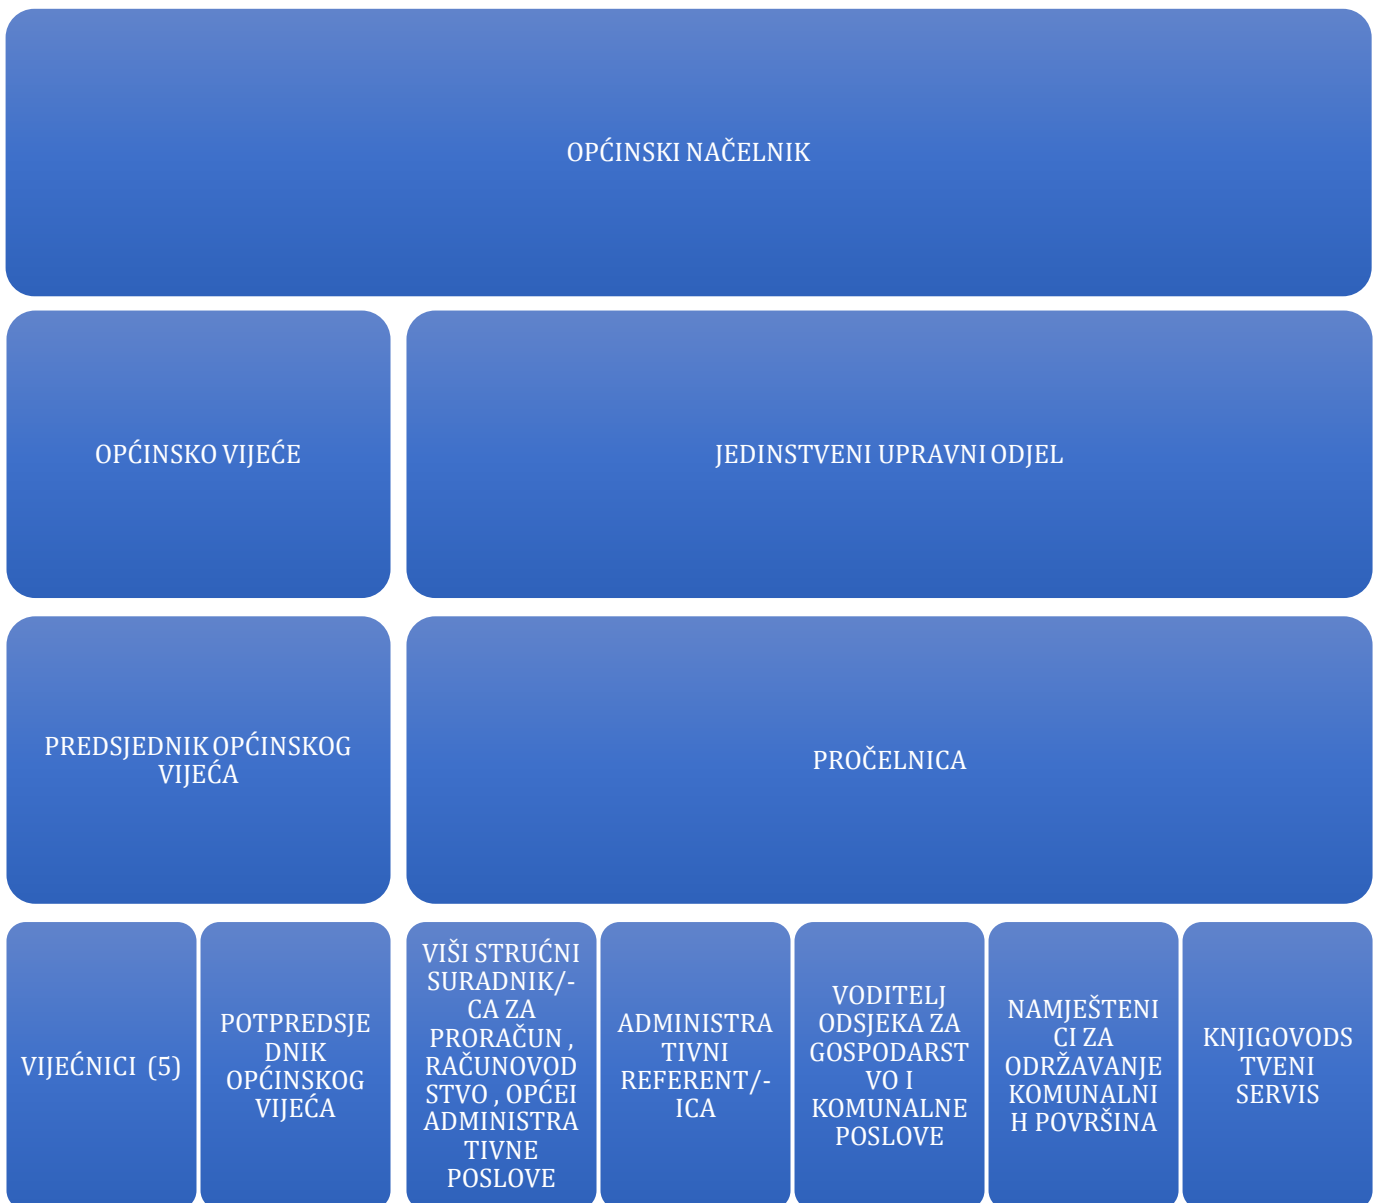 OPĆINSKI NAČELNIK
OPĆINSKO VIJEĆE
JEDINSTVENI UPRAVNI ODJEL
PREDSJEDNIK OPĆINSKOG
VIJEĆA
PROČELNICA
VIJEĆNICI (5)
POTPREDSJE
DNIK
OPĆINSKOG
VIJEĆA
VIŠI STRUĆNI
SURADNIK/-
CA ZA
PRORAČUN ,
RAČUNOVOD
STVO , OPĆEI
ADMINISTRA
TIVNE
POSLOVE
ADMINISTRA
TIVNI
REFERENT/-
ICA
VODITELJ
ODSJEKA ZA
GOSPODARST
VO I
KOMUNALNE
POSLOVE
NAMJEŠTENI
CI ZA
ODRŽAVANJE
KOMUNALNI
H POVRŠINA
KNJIGOVODS
TVENI
SERVIS